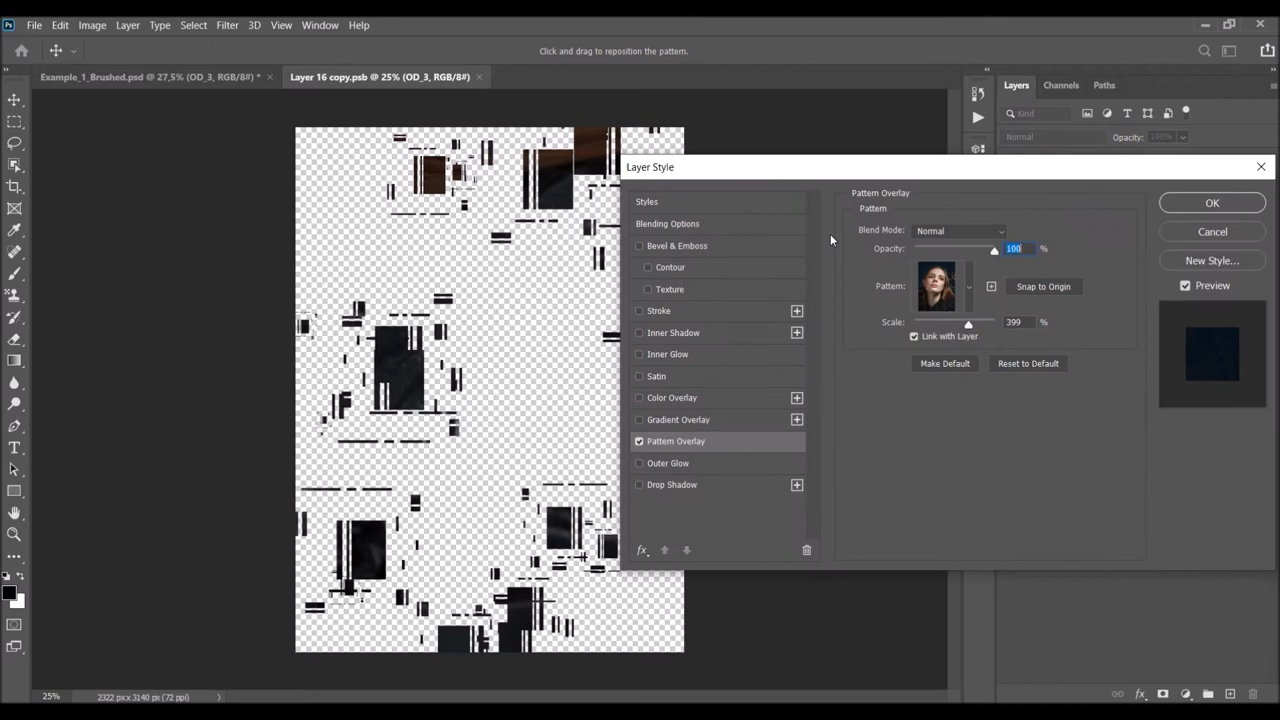 Ps File Edit Image Layer Type Select Filter 3D View Window Help
Click and drag to reposition the pattern.
Example_1_Brushed.psd @ 27,5% (OD_3, RGB/8#) * × Layer 16 copy.psb @ 25% (OD_3, RGB/8#) ×
Layers Channels Paths
Kind
Normal Opacity: 100%
Layer Style
Styles
Blending Options
Bevel & Emboss
Contour
Texture
Stroke
Inner Shadow
Inner Glow
Satin
Color Overlay
Gradient Overlay
Pattern Overlay
Outer Glow
Drop Shadow
fx
Pattern Overlay
Pattern
Blend Mode: Normal
Opacity: 100 %
Pattern: Snap to Origin
Scale: 399 %
Link with Layer
Make Default Reset to Default
OK
Cancel
New Style...
Preview
25% 2322 px x 3140 px (72 ppi)
fx